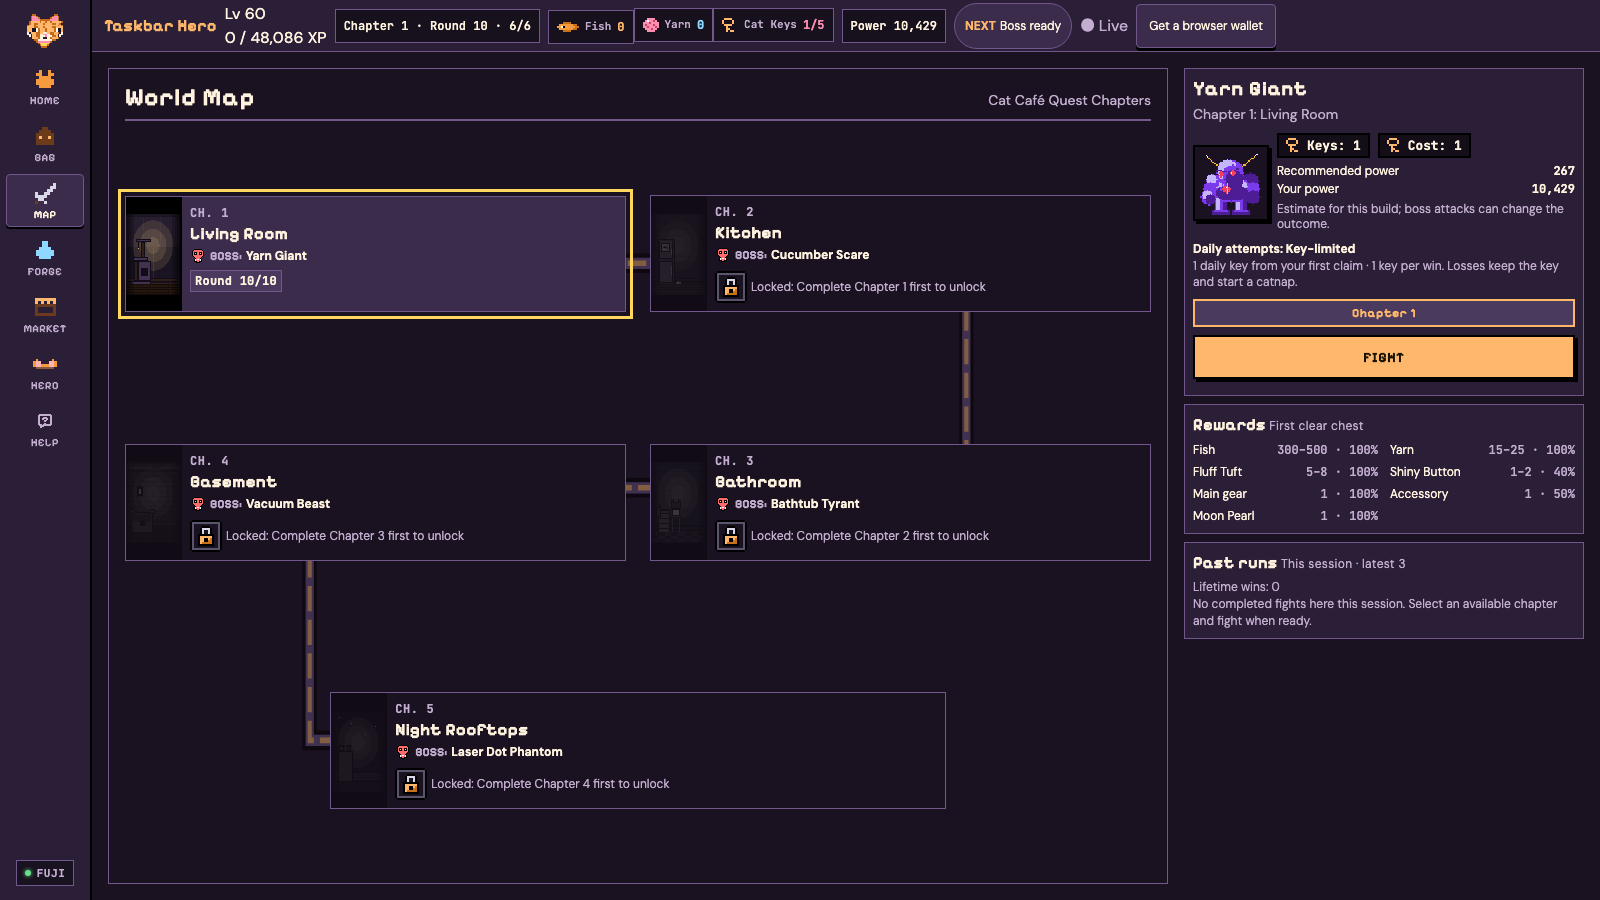 Taskbar Hero
Lv 60
0 / 48,086 XP
Chapter 1 · Round 10 · 6/6
Fish 0
Yarn 0
Cat Keys 1/5
Power 10,429
NEXT Boss ready
Live
Get a browser wallet
HOME
BAG
MAP
FORGE
MARKET
HERO
HELP
FUJI
World Map
Cat Café Quest Chapters
CH. 1
Living Room
BOSS: Yarn Giant
Round 10/10
CH. 2
Kitchen
BOSS: Cucumber Scare
Locked: Complete Chapter 1 first to unlock
CH. 4
Basement
BOSS: Vacuum Beast
Locked: Complete Chapter 3 first to unlock
CH. 3
Bathroom
BOSS: Bathtub Tyrant
Locked: Complete Chapter 2 first to unlock
CH. 5
Night Rooftops
BOSS: Laser Dot Phantom
Locked: Complete Chapter 4 first to unlock
Yarn Giant
Chapter 1: Living Room
Keys: 1
Cost: 1
Recommended power 267
Your power 10,429
Estimate for this build; boss attacks can change the
outcome.
Daily attempts: Key-limited
1 daily key from your first claim · 1 key per win. Losses keep the key
and start a catnap.
Chapter 1
FIGHT
Rewards First clear chest
Fish 300-500 · 100% Yarn 15-25 · 100%
Fluff Tuft 5-8 · 100% Shiny Button 1-2 · 40%
Main gear 1 · 100% Accessory 1 · 50%
Moon Pearl 1 · 100%
Past runs This session · latest 3
Lifetime wins: 0
No completed fights here this session. Select an available chapter
and fight when ready.